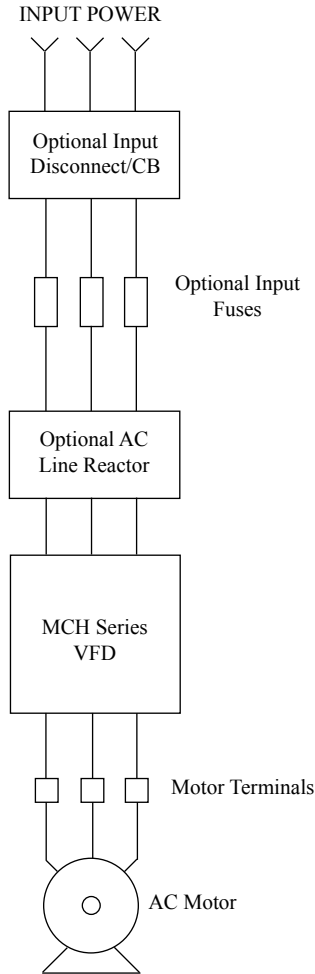 INPUT POWER
Optional Input
Disconnect/CB
Optional Input
Fuses
Optional AC
Line Reactor
MCH Series
VFD
Motor Terminals
AC Motor